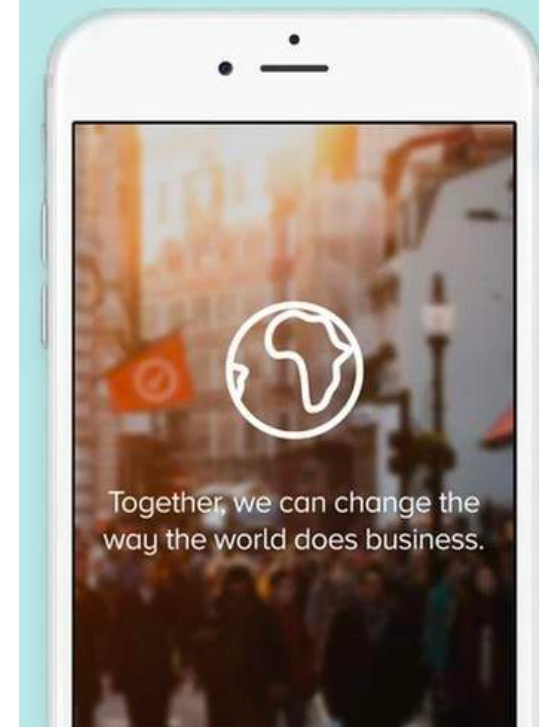 Together, we can change the
way the world does business.